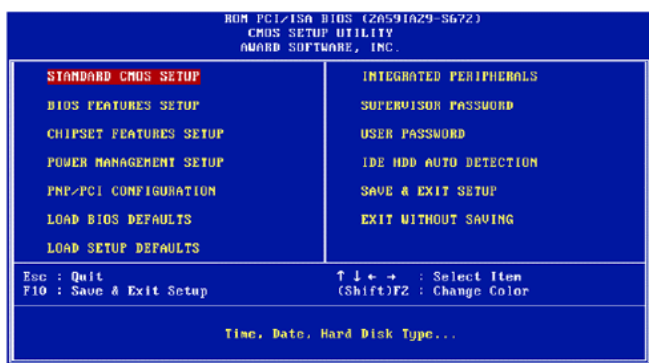 ROM PCI/ISA BIOS (2A59IA29-S672)
CMOS SETUP UTILITY
AWARD SOFTWARE, INC.
STANDARD CMOS SETUP
BIOS FEATURES SETUP
CHIPSET FEATURES SETUP
POWER MANAGEMENT SETUP
PNP/PCI CONFIGURATION
LOAD BIOS DEFAULTS
LOAD SETUP DEFAULTS
INTEGRATED PERIPHERALS
SUPERVISOR PASSWORD
USER PASSWORD
IDE HDD AUTO DETECTION
SAVE & EXIT SETUP
EXIT WITHOUT SAVING
Esc : Quit
F10 : Save & Exit Setup
↑ ↓ ← → : Select Item
(Shift)F2 : Change Color
Time, Date, Hard Disk Type...